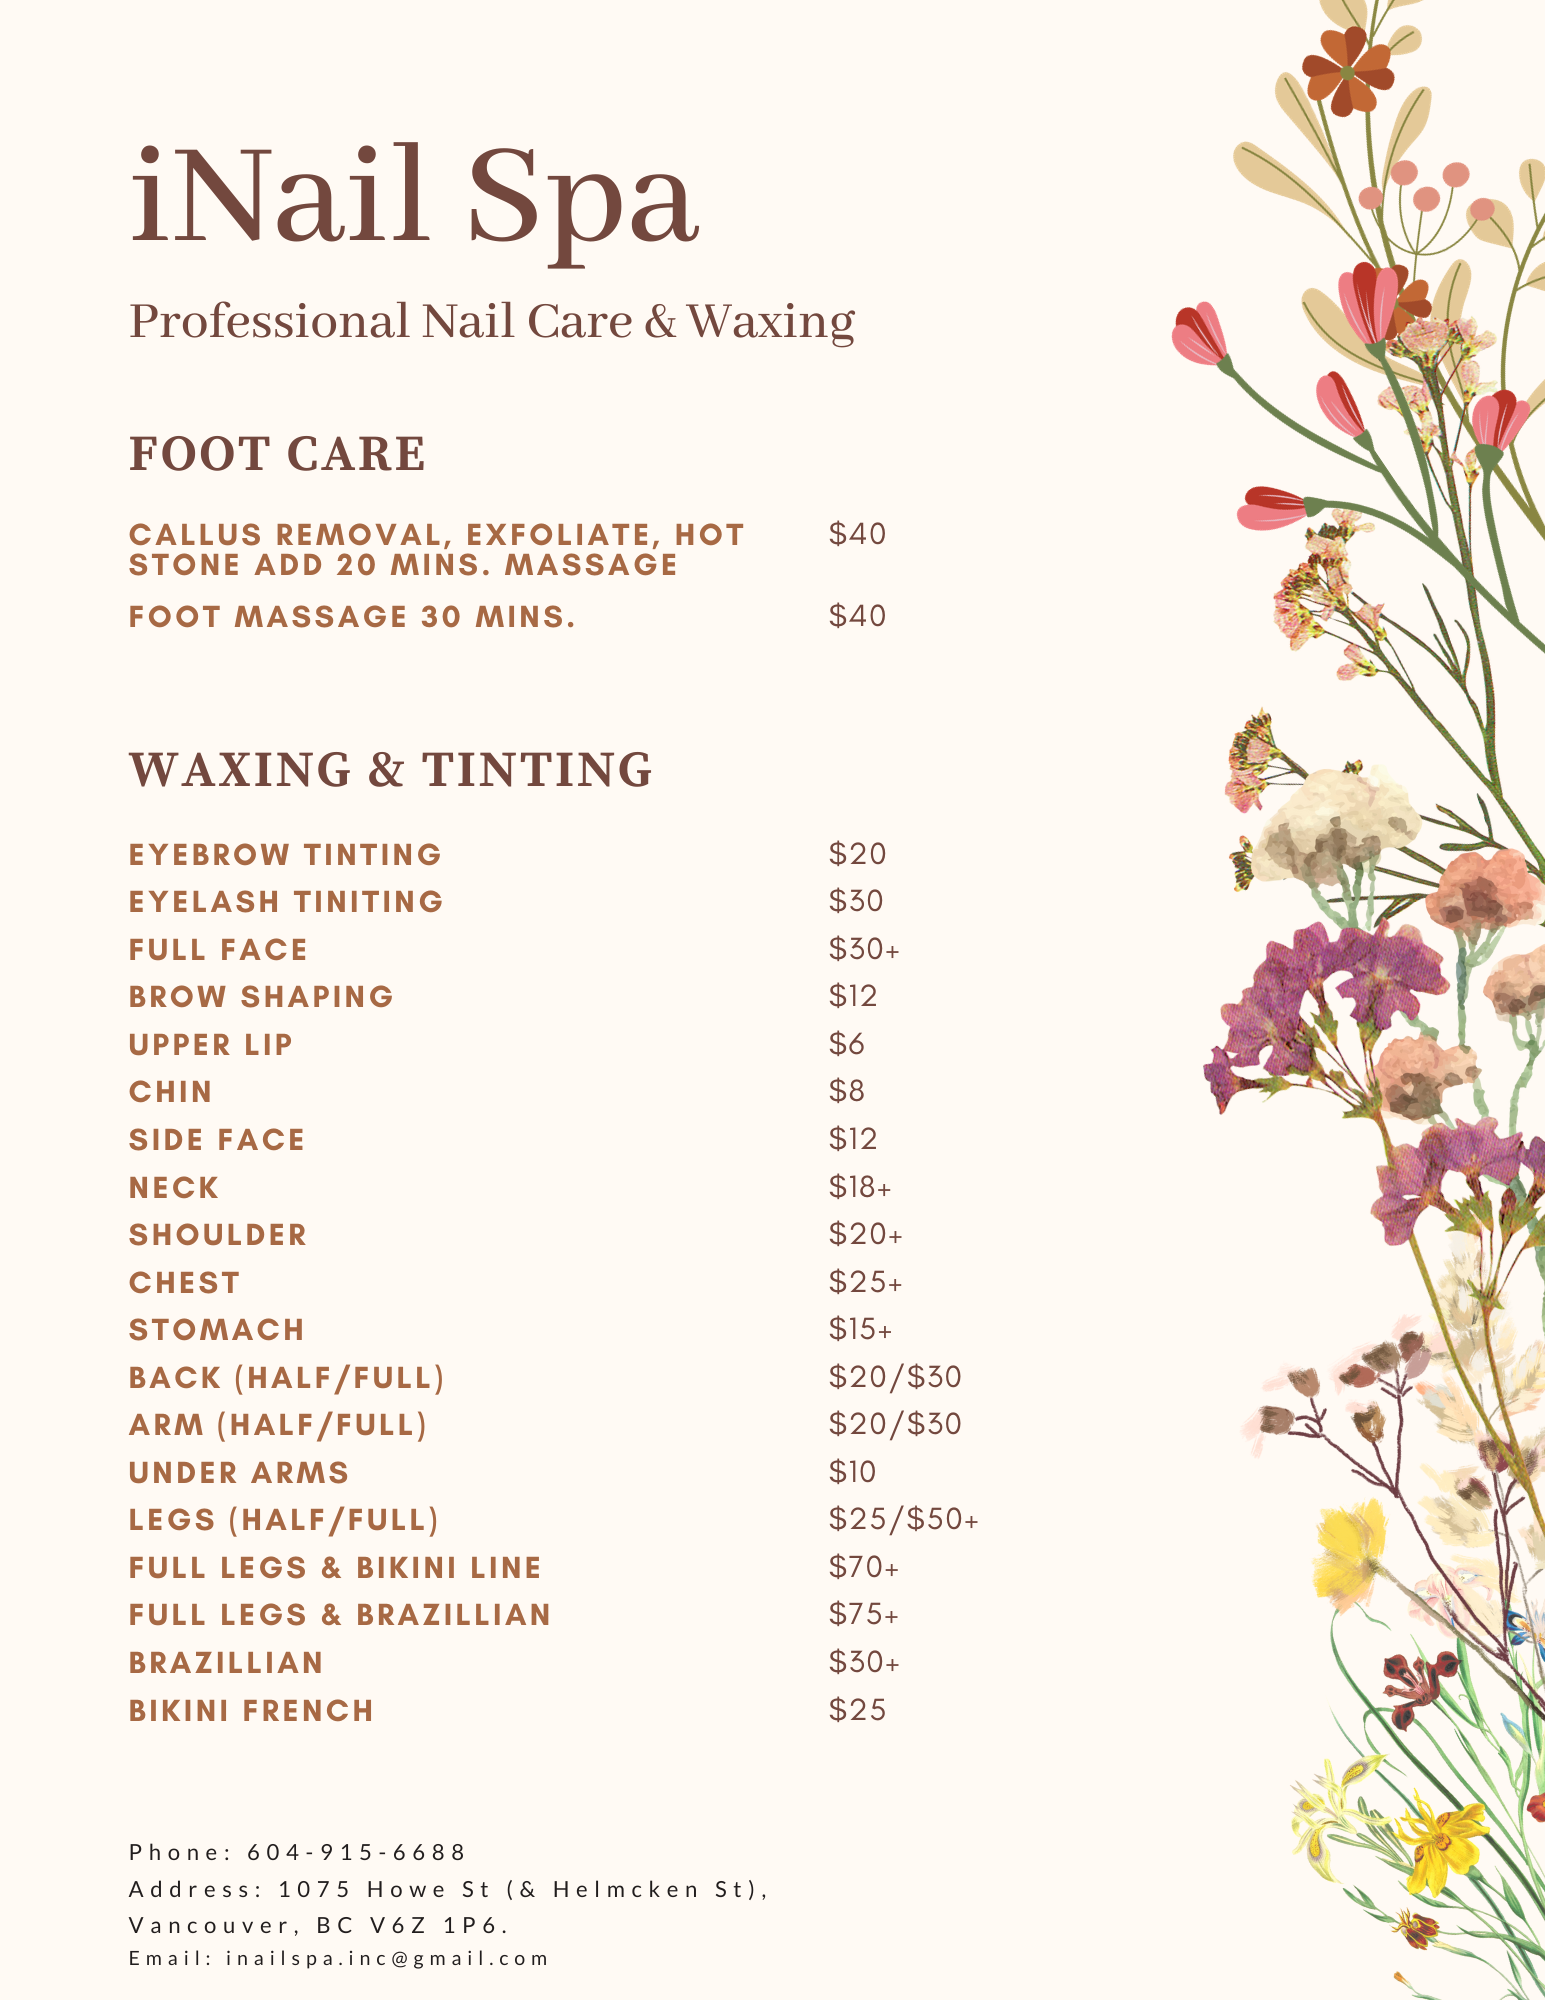 iNail Spa
Professional Nail Care & Waxing
FOOT CARE
CALLUS REMOVAL, EXFOLIATE, HOT $40
STONE ADD 20 MINS. MASSAGE
FOOT MASSAGE 30 MINS. $40
WAXING & TINTING
EYEBROW TINTING $20
EYELASH TINITING $30
FULL FACE $30+
BROW SHAPING $12
UPPER LIP $6
CHIN $8
SIDE FACE $12
NECK $18+
SHOULDER $20+
CHEST $25+
STOMACH $15+
BACK (HALF/FULL) $20/$30
ARM (HALF/FULL) $20/$30
UNDER ARMS $10
LEGS (HALF/FULL) $25/$50+
FULL LEGS & BIKINI LINE $70+
FULL LEGS & BRAZILLIAN $75+
BRAZILLIAN $30+
BIKINI FRENCH $25
Phone: 604-915-6688
Address: 1075 Howe St (& Helmcken St),
Vancouver, BC V6Z 1P6.
Email: inailspa.inc@gmail.com